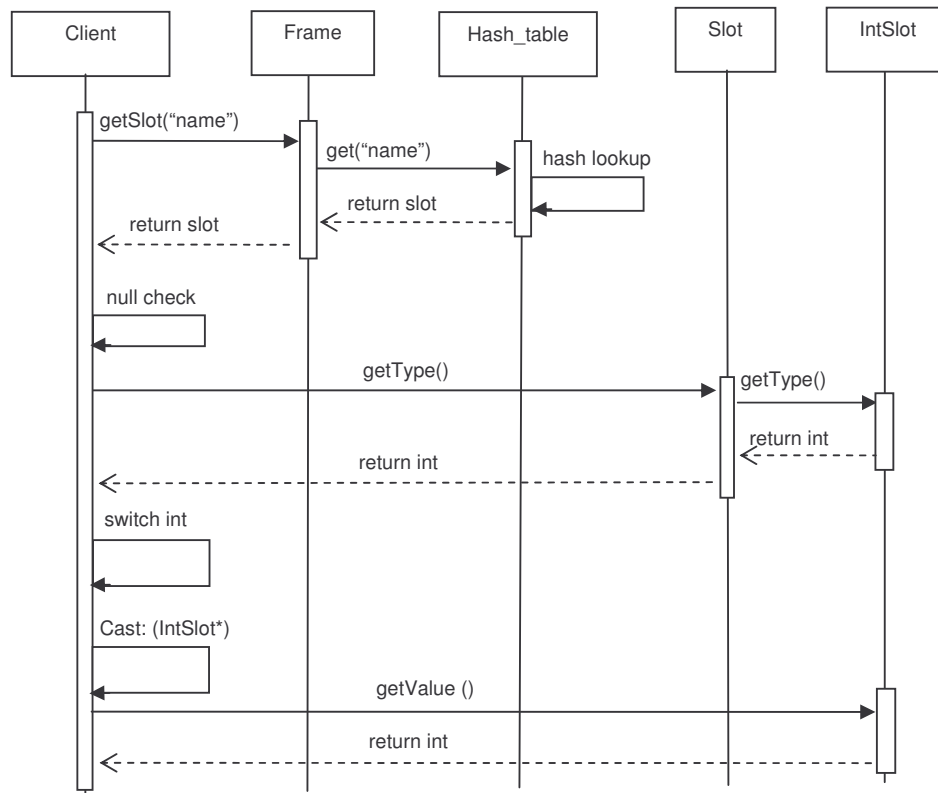 Client
Frame
Hash_table
Slot
IntSlot
getSlot(“name”)
get(“name”)
hash lookup
return slot
return slot
null check
getType()
getType()
return int
return int
switch int
Cast: (IntSlot*)
getValue ()
return int